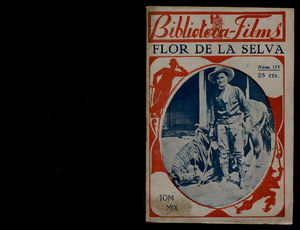 Biblioteca-Films
FLOR DE LA SELVA
Núm. 155
25 cts.
TOM
MIX